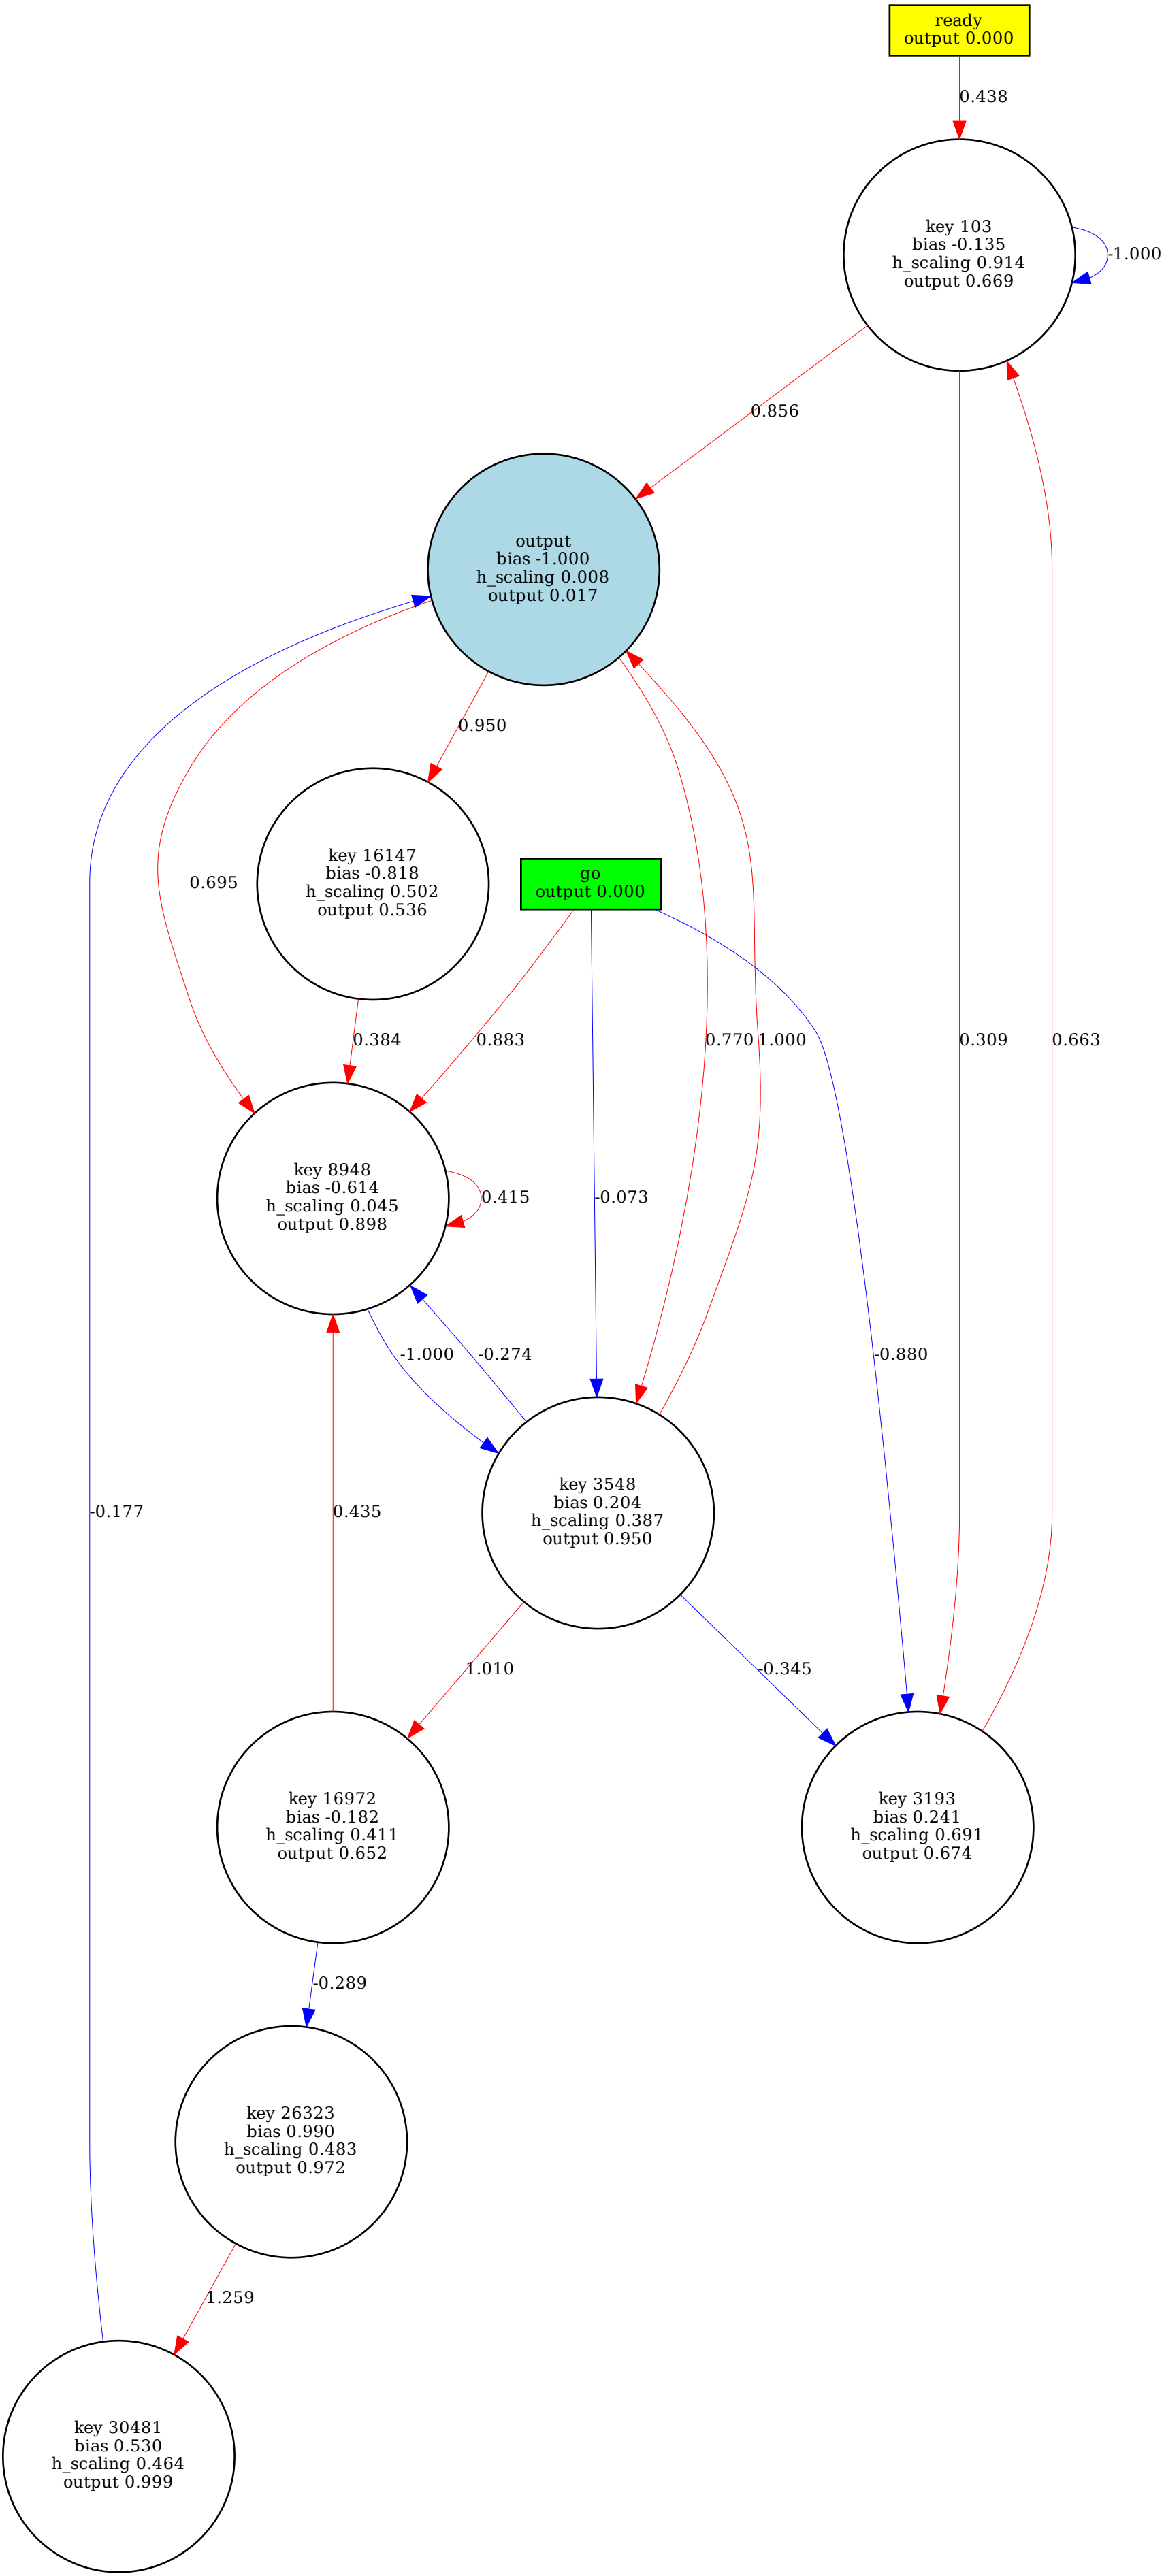 ready
output 0.000
0.438
key 103
bias -0.135
h_scaling 0.914
output 0.669
-1.000
0.856
output
bias -1.000
h_scaling 0.008
output 0.017
0.950
key 16147
bias -0.818
h_scaling 0.502
output 0.536
go
output 0.000
0.695
0.384
0.883
0.770
1.000
0.309
0.663
key 8948
bias -0.614
h_scaling 0.045
output 0.898
0.415
-0.073
-1.000
-0.274
-0.880
key 3548
bias 0.204
h_scaling 0.387
output 0.950
-0.177
0.435
1.010
-0.345
key 16972
bias -0.182
h_scaling 0.411
output 0.652
key 3193
bias 0.241
h_scaling 0.691
output 0.674
-0.289
key 26323
bias 0.990
h_scaling 0.483
output 0.972
1.259
key 30481
bias 0.530
h_scaling 0.464
output 0.999